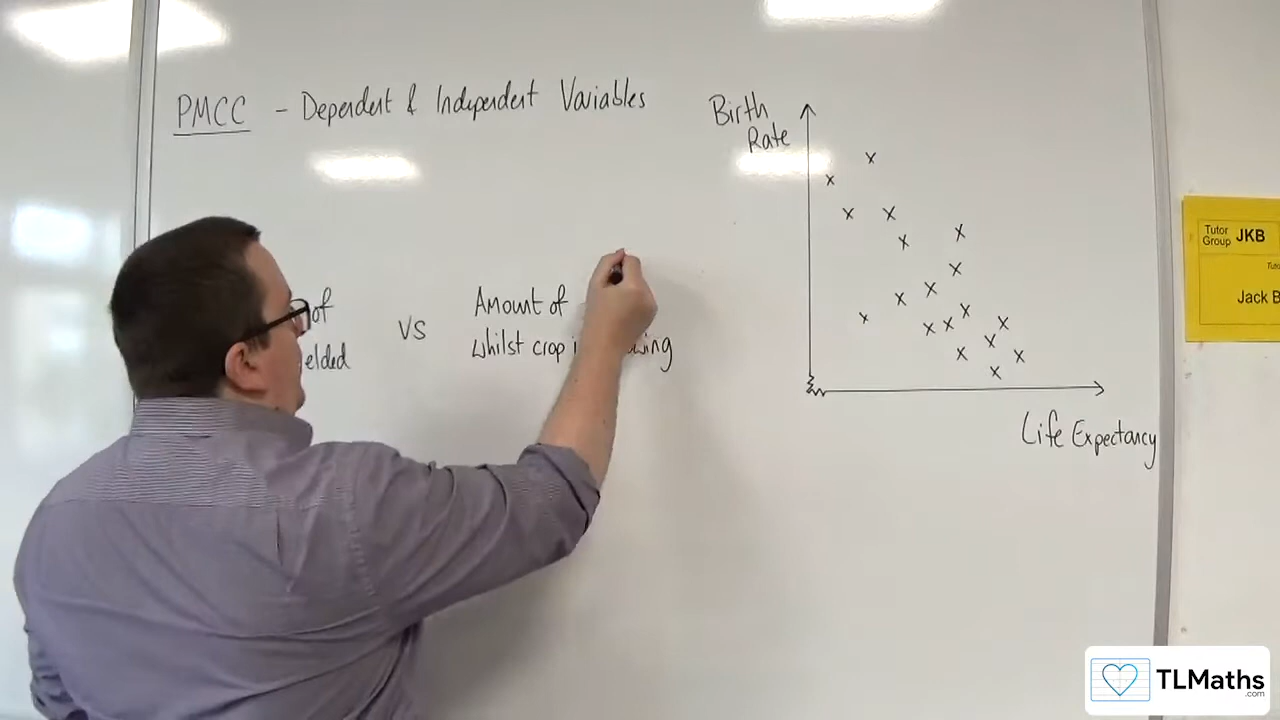 PMCC - Dependent & Independent Variables
Birth
Rate
of
elded
VS
Amount of
whilst crop
Life Expectancy
Tutor
Group JKB
Jack B
TLMaths
.com